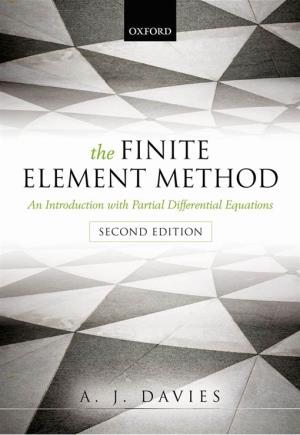 OXFORD
the FINITE
ELEMENT METHOD
An Introduction with Partial Differential Equations
SECOND EDITION
A. J. DAVIES